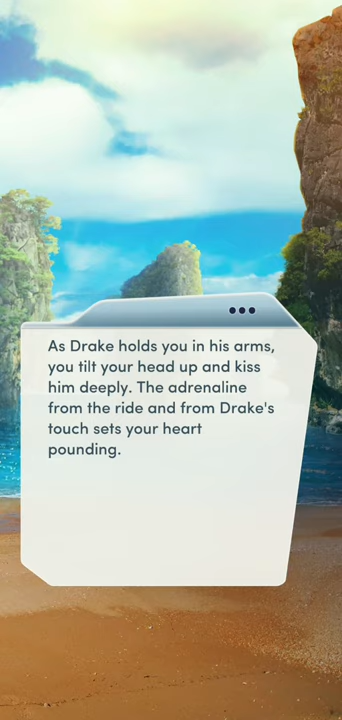 As Drake holds you in his arms,
you tilt your head up and kiss
him deeply. The adrenaline
from the ride and from Drake's
touch sets your heart
pounding.